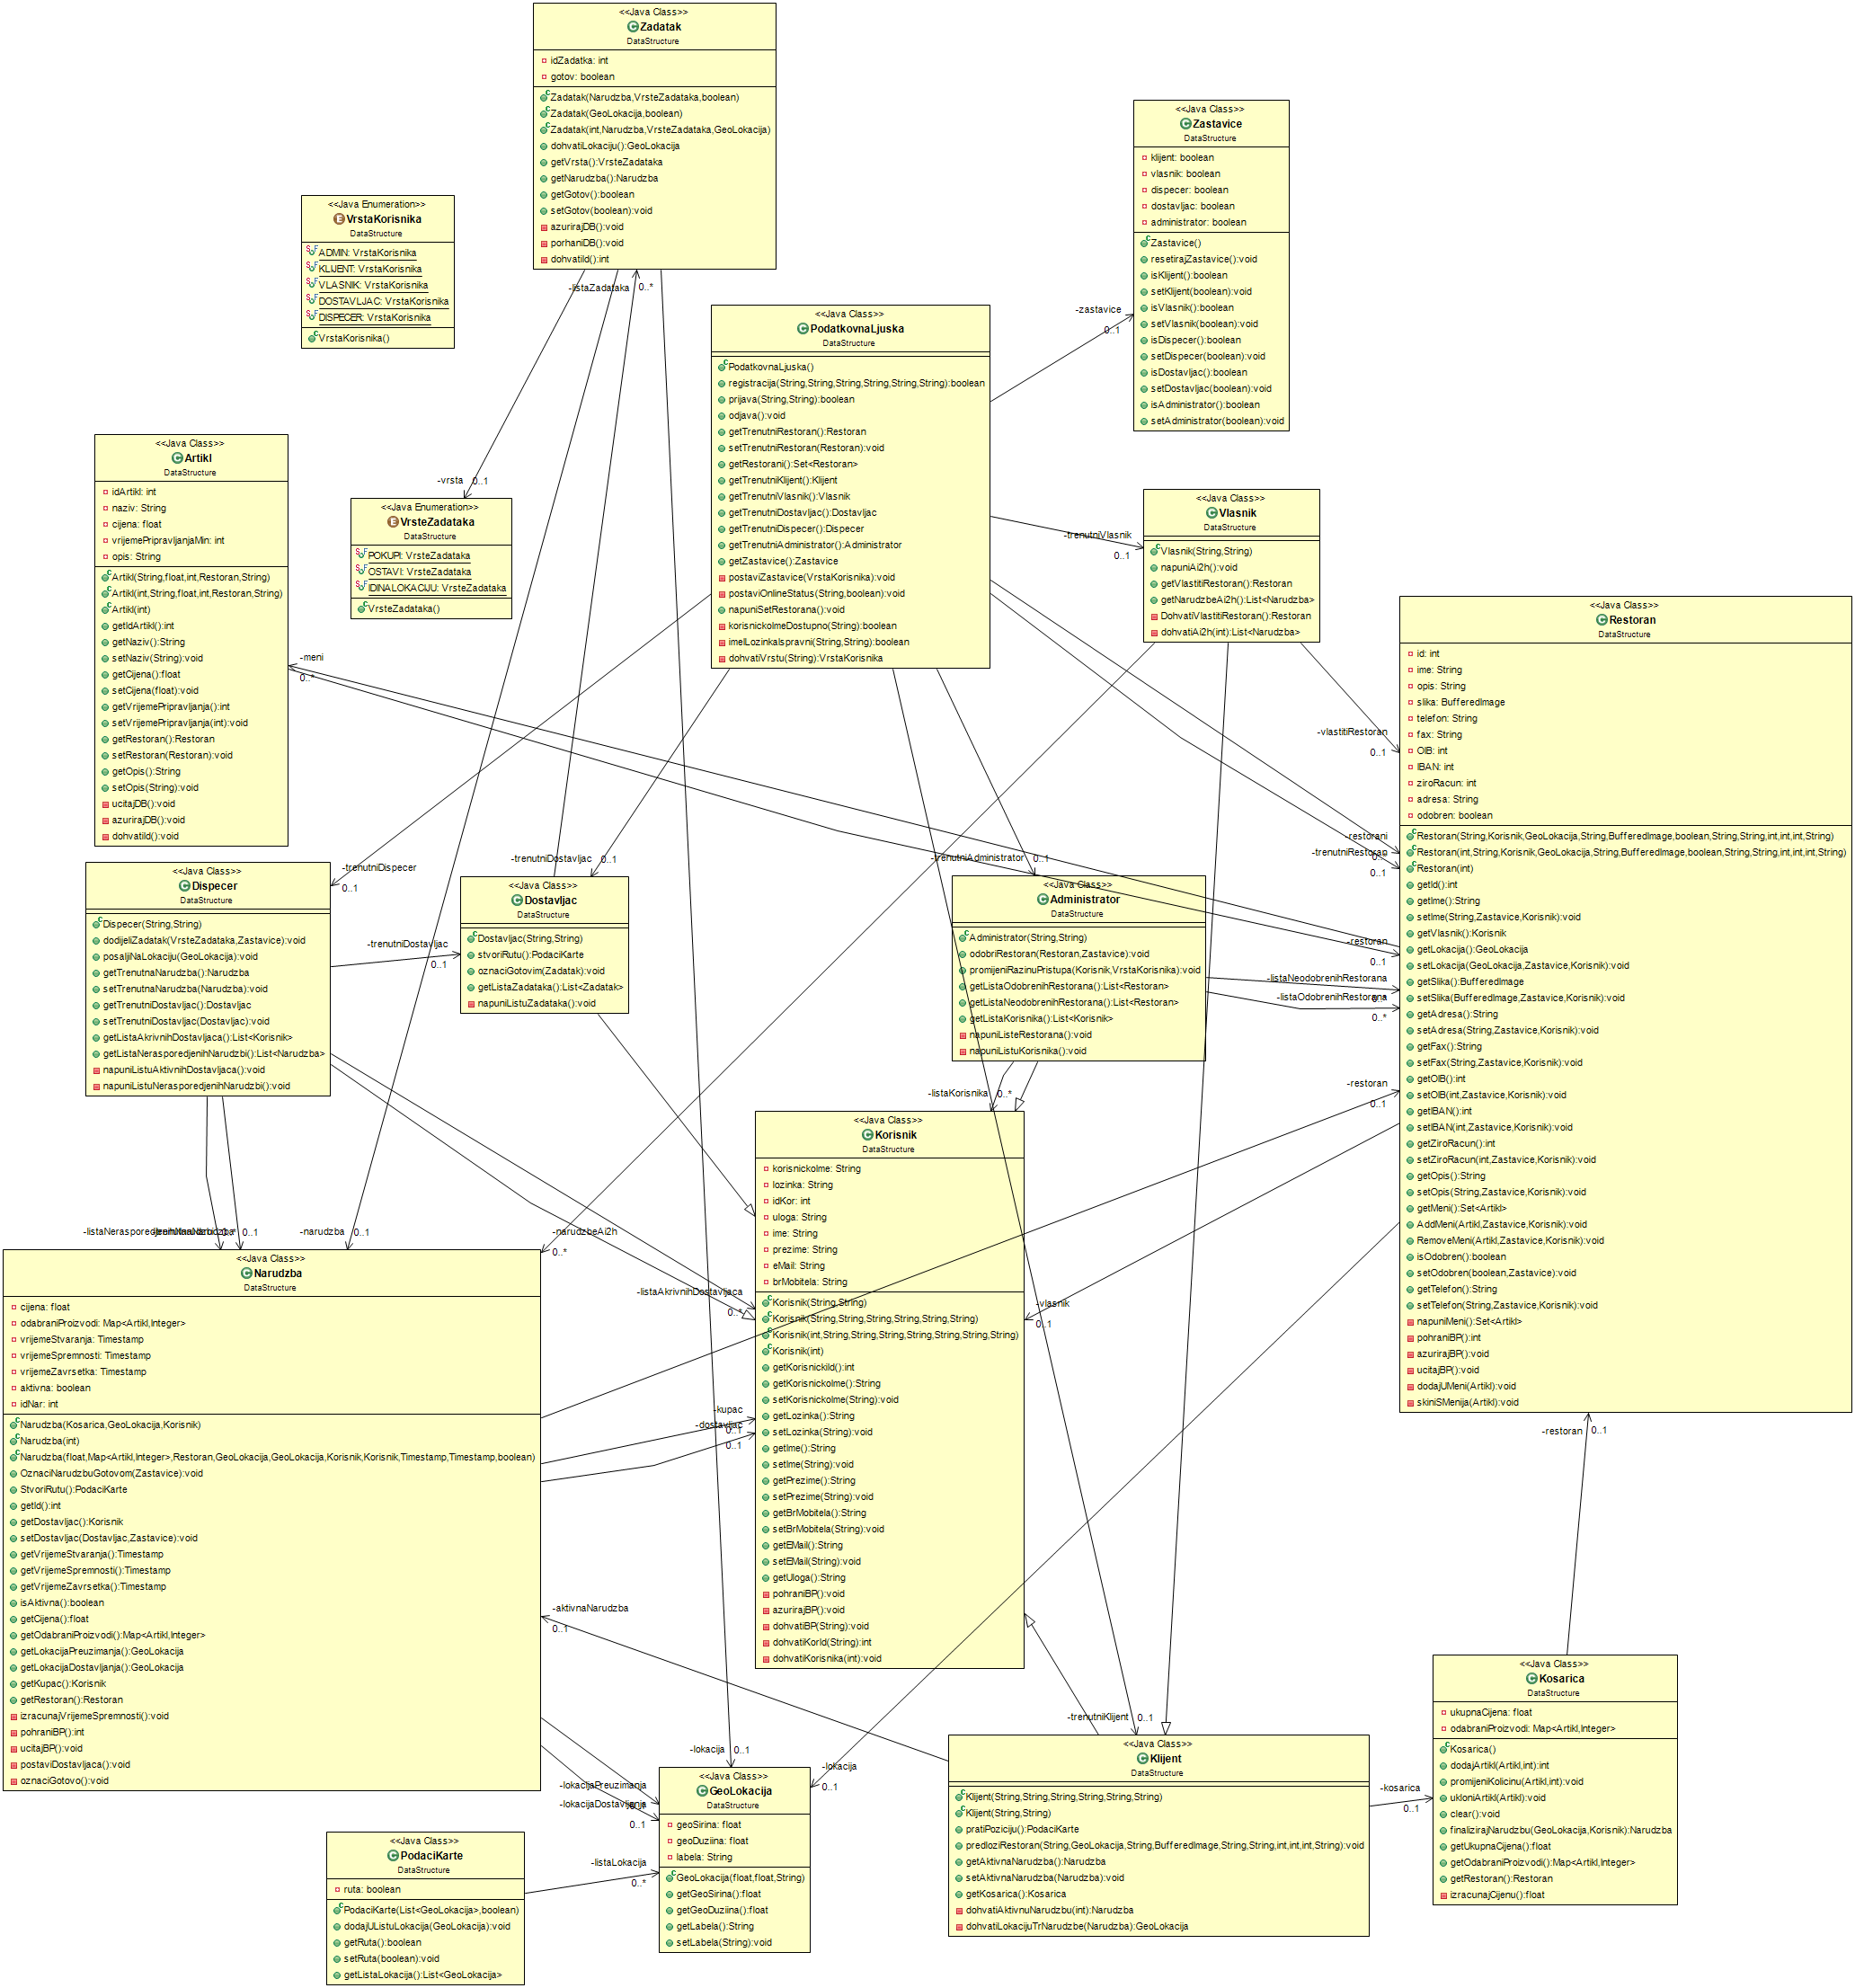 <<Java Class>>
Zadatak
DataStructure
idZadatka: int
gotov: boolean
Zadatak(Narudzba,VrsteZadataka,boolean)
Zadatak(GeoLokacija,boolean)
Zadatak(int,Narudzba,VrsteZadataka,GeoLokacija)
dohvatiLokaciju():GeoLokacija
getVrsta():VrsteZadataka
getNarudzba():Narudzba
getGotov():boolean
setGotov(boolean):void
azurirajDB():void
porhaniDB():void
dohvatiId():int
<<Java Class>>
Zastavice
DataStructure
klijent: boolean
vlasnik: boolean
dispecer: boolean
dostavljac: boolean
administrator: boolean
Zastavice()
resetirajZastavice():void
isKlijent():boolean
setKlijent(boolean):void
isVlasnik():boolean
setVlasnik(boolean):void
isDispecer():boolean
setDispecer(boolean):void
isDostavljac():boolean
setDostavljac(boolean):void
isAdministrator():boolean
setAdministrator(boolean):void
<<Java Enumeration>>
VrstaKorisnika
DataStructure
ADMIN: VrstaKorisnika
KLIJENT: VrstaKorisnika
VLASNIK: VrstaKorisnika
DOSTAVLJAC: VrstaKorisnika
DISPECER: VrstaKorisnika
VrstaKorisnika()
-listaZadataka 0..*
<<Java Class>>
PodatkovnaLjuska
DataStructure
PodatkovnaLjuska()
registracija(String,String,String,String,String,String):boolean
prijava(String,String):boolean
odjava():void
getTrenutniRestoran():Restoran
setTrenutniRestoran(Restoran):void
getRestorani():Set<Restoran>
getTrenutniKlijent():Klijent
getTrenutniVlasnik():Vlasnik
getTrenutniDostavljac():Dostavljac
getTrenutniDispecer():Dispecer
getTrenutniAdministrator():Administrator
getZastavice():Zastavice
postaviZastavice(VrstaKorisnika):void
postaviOnlineStatus(String,boolean):void
napuniSetRestorana():void
korisnickoImeDostupno(String):boolean
imeILozinkaIspravni(String,String):boolean
dohvatiVrstu(String):VrstaKorisnika
-zastavice
0..1
<<Java Class>>
Artikl
DataStructure
idArtikl: int
naziv: String
cijena: float
vrijemePripravljanjaMin: int
opis: String
Artikl(String,float,int,Restoran,String)
Artikl(int,String,float,int,Restoran,String)
Artikl(int)
getIdArtikl():int
getNaziv():String
setNaziv(String):void
getCijena():float
setCijena(float):void
getVrijemePripravljanja():int
setVrijemePripravljanja(int):void
getRestoran():Restoran
setRestoran(Restoran):void
getOpis():String
setOpis(String):void
ucitajDB():void
azurirajDB():void
dohvatiId():void
-vrsta 0..1
<<Java Enumeration>>
VrsteZadataka
DataStructure
POKUPI: VrsteZadataka
OSTAVI: VrsteZadataka
IDINALOKACIJU: VrsteZadataka
VrsteZadataka()
-trenutniVlasnik
0..1
<<Java Class>>
Vlasnik
DataStructure
Vlasnik(String,String)
napuniAi2h():void
getVlastitiRestoran():Restoran
getNarudzbeAi2h():List<Narudzba>
DohvatiVlastitiRestoran():Restoran
dohvatiAi2h(int):List<Narudzba>
-meni
0..*
-vlastitiRestoran
0..1
<<Java Class>>
Restoran
DataStructure
id: int
ime: String
opis: String
slika: BufferedImage
telefon: String
fax: String
OIB: int
IBAN: int
ziroRacun: int
adresa: String
odobren: boolean
Restoran(String,Korisnik,GeoLokacija,String,BufferedImage,boolean,String,String,int,int,int,String)
Restoran(int,String,Korisnik,GeoLokacija,String,BufferedImage,boolean,String,String,int,int,int,String)
Restoran(int)
getId():int
getIme():String
setIme(String,Zastavice,Korisnik):void
getVlasnik():Korisnik
getLokacija():GeoLokacija
setLokacija(GeoLokacija,Zastavice,Korisnik):void
getSlika():BufferedImage
setSlika(BufferedImage,Zastavice,Korisnik):void
getAdresa():String
setAdresa(String,Zastavice,Korisnik):void
getFax():String
setFax(String,Zastavice,Korisnik):void
getOIB():int
setOIB(int,Zastavice,Korisnik):void
getIBAN():int
setIBAN(int,Zastavice,Korisnik):void
getZiroRacun():int
setZiroRacun(int,Zastavice,Korisnik):void
getOpis():String
setOpis(String,Zastavice,Korisnik):void
getMeni():Set<Artikl>
AddMeni(Artikl,Zastavice,Korisnik):void
RemoveMeni(Artikl,Zastavice,Korisnik):void
isOdobren():boolean
setOdobren(boolean,Zastavice):void
getTelefon():String
setTelefon(String,Zastavice,Korisnik):void
napuniMeni():Set<Artikl>
pohraniBP():int
azurirajBP():void
ucitajBP():void
dodajUMeni(Artikl):void
skiniSMenija(Artikl):void
-restorani
-trenutniRestoran
0..1
-trenutniDispecer
0..1
-trenutniDostavljac 0..1
-trenutniAdministrator 0..1
<<Java Class>>
Dispecer
DataStructure
Dispecer(String,String)
dodijeliZadatak(VrsteZadataka,Zastavice):void
posaljiNaLokaciju(GeoLokacija):void
getTrenutnaNarudzba():Narudzba
setTrenutnaNarudzba(Narudzba):void
getTrenutniDostavljac():Dostavljac
setTrenutniDostavljac(Dostavljac):void
getListaAkrivnihDostavljaca():List<Korisnik>
getListaNerasporedjenihNarudzbi():List<Narudzba>
napuniListuAktivnihDostavljaca():void
napuniListuNerasporedjenihNarudzbi():void
-trenutniDostavljac
0..1
<<Java Class>>
Dostavljac
DataStructure
Dostavljac(String,String)
stvoriRutu():PodaciKarte
oznaciGotovim(Zadatak):void
getListaZadataka():List<Zadatak>
napuniListuZadataka():void
<<Java Class>>
Administrator
DataStructure
Administrator(String,String)
odobriRestoran(Restoran,Zastavice):void
promijeniRazinuPristupa(Korisnik,VrstaKorisnika):void
getListaOdobrenihRestorana():List<Restoran>
getListaNeodobrenihRestorana():List<Restoran>
getListaKorisnika():List<Korisnik>
napuniListeRestorana():void
napuniListuKorisnika():void
-restoran
0..1
-listaNeodobrenihRestorana
-listaOdobrenihRestorana
0..*
-listaKorisnika 0..*
-restoran
0..1
<<Java Class>>
Korisnik
DataStructure
korisnickoIme: String
lozinka: String
idKor: int
uloga: String
ime: String
prezime: String
eMail: String
brMobitela: String
Korisnik(String,String)
Korisnik(String,String,String,String,String,String)
Korisnik(int,String,String,String,String,String,String,String)
Korisnik(int)
getKorisnickiId():int
getKorisnickoIme():String
setKorisnickoIme(String):void
getLozinka():String
setLozinka(String):void
getIme():String
setIme(String):void
getPrezime():String
setPrezime(String):void
getBrMobitela():String
setBrMobitela(String):void
getEMail():String
setEMail(String):void
getUloga():String
pohraniBP():void
azurirajBP():void
dohvatiBP(String):void
dohvatiKorId(String):int
dohvatiKorisnika(int):void
0..1
-narudzba 0..1
-narudzbeAi2h
0..*
-listaAkrivnihDostavljaca
0..*
-vlasnik
0..1
<<Java Class>>
Narudzba
DataStructure
cijena: float
odabraniProizvodi: Map<Artikl,Integer>
vrijemeStvaranja: Timestamp
vrijemeSpremnosti: Timestamp
vrijemeZavrsetka: Timestamp
aktivna: boolean
idNar: int
Narudzba(Kosarica,GeoLokacija,Korisnik)
Narudzba(int)
Narudzba(float,Map<Artikl,Integer>,Restoran,GeoLokacija,GeoLokacija,Korisnik,Korisnik,Timestamp,Timestamp,boolean)
OznaciNarudzbuGotovom(Zastavice):void
StvoriRutu():PodaciKarte
getId():int
getDostavljac():Korisnik
setDostavljac(Dostavljac,Zastavice):void
getVrijemeStvaranja():Timestamp
getVrijemeSpremnosti():Timestamp
getVrijemeZavrsetka():Timestamp
isAktivna():boolean
getCijena():float
getOdabraniProizvodi():Map<Artikl,Integer>
getLokacijaPreuzimanja():GeoLokacija
getLokacijaDostavljanja():GeoLokacija
getKupac():Korisnik
getRestoran():Restoran
izracunajVrijemeSpremnosti():void
pohraniBP():int
ucitajBP():void
postaviDostavljaca():void
oznaciGotovo():void
-kupac
-dostavljac
0..1
-restoran 0..1
-aktivnaNarudzba
0..1
<<Java Class>>
Kosarica
DataStructure
ukupnaCijena: float
odabraniProizvodi: Map<Artikl,Integer>
Kosarica()
dodajArtikl(Artikl,int):int
promijeniKolicinu(Artikl,int):void
ukloniArtikl(Artikl):void
clear():void
finalizirajNarudzbu(GeoLokacija,Korisnik):Narudzba
getUkupnaCijena():float
getOdabraniProizvodi():Map<Artikl,Integer>
getRestoran():Restoran
izracunajCijenu():float
-trenutniKlijent 0..1
<<Java Class>>
Klijent
DataStructure
Klijent(String,String,String,String,String,String)
Klijent(String,String)
pratiPoziciju():PodaciKarte
predloziRestoran(String,GeoLokacija,String,BufferedImage,String,String,int,int,int,String):void
getAktivnaNarudzba():Narudzba
setAktivnaNarudzba(Narudzba):void
getKosarica():Kosarica
dohvatiAktivnuNarudzbu(int):Narudzba
dohvatiLokacijuTrNarudzbe(Narudzba):GeoLokacija
-kosarica
0..1
-lokacija 0..1
-lokacija
0..1
-lokacijaPreuzimanja
-lokacijaDostavljanja
0..1
<<Java Class>>
GeoLokacija
DataStructure
geoSirina: float
geoDuziina: float
labela: String
GeoLokacija(float,float,String)
getGeoSirina():float
getGeoDuziina():float
getLabela():String
setLabela(String):void
<<Java Class>>
PodaciKarte
DataStructure
ruta: boolean
PodaciKarte(List<GeoLokacija>,boolean)
dodajUListuLokacija(GeoLokacija):void
getRuta():boolean
setRuta(boolean):void
getListaLokacija():List<GeoLokacija>
-listaLokacija
0..*